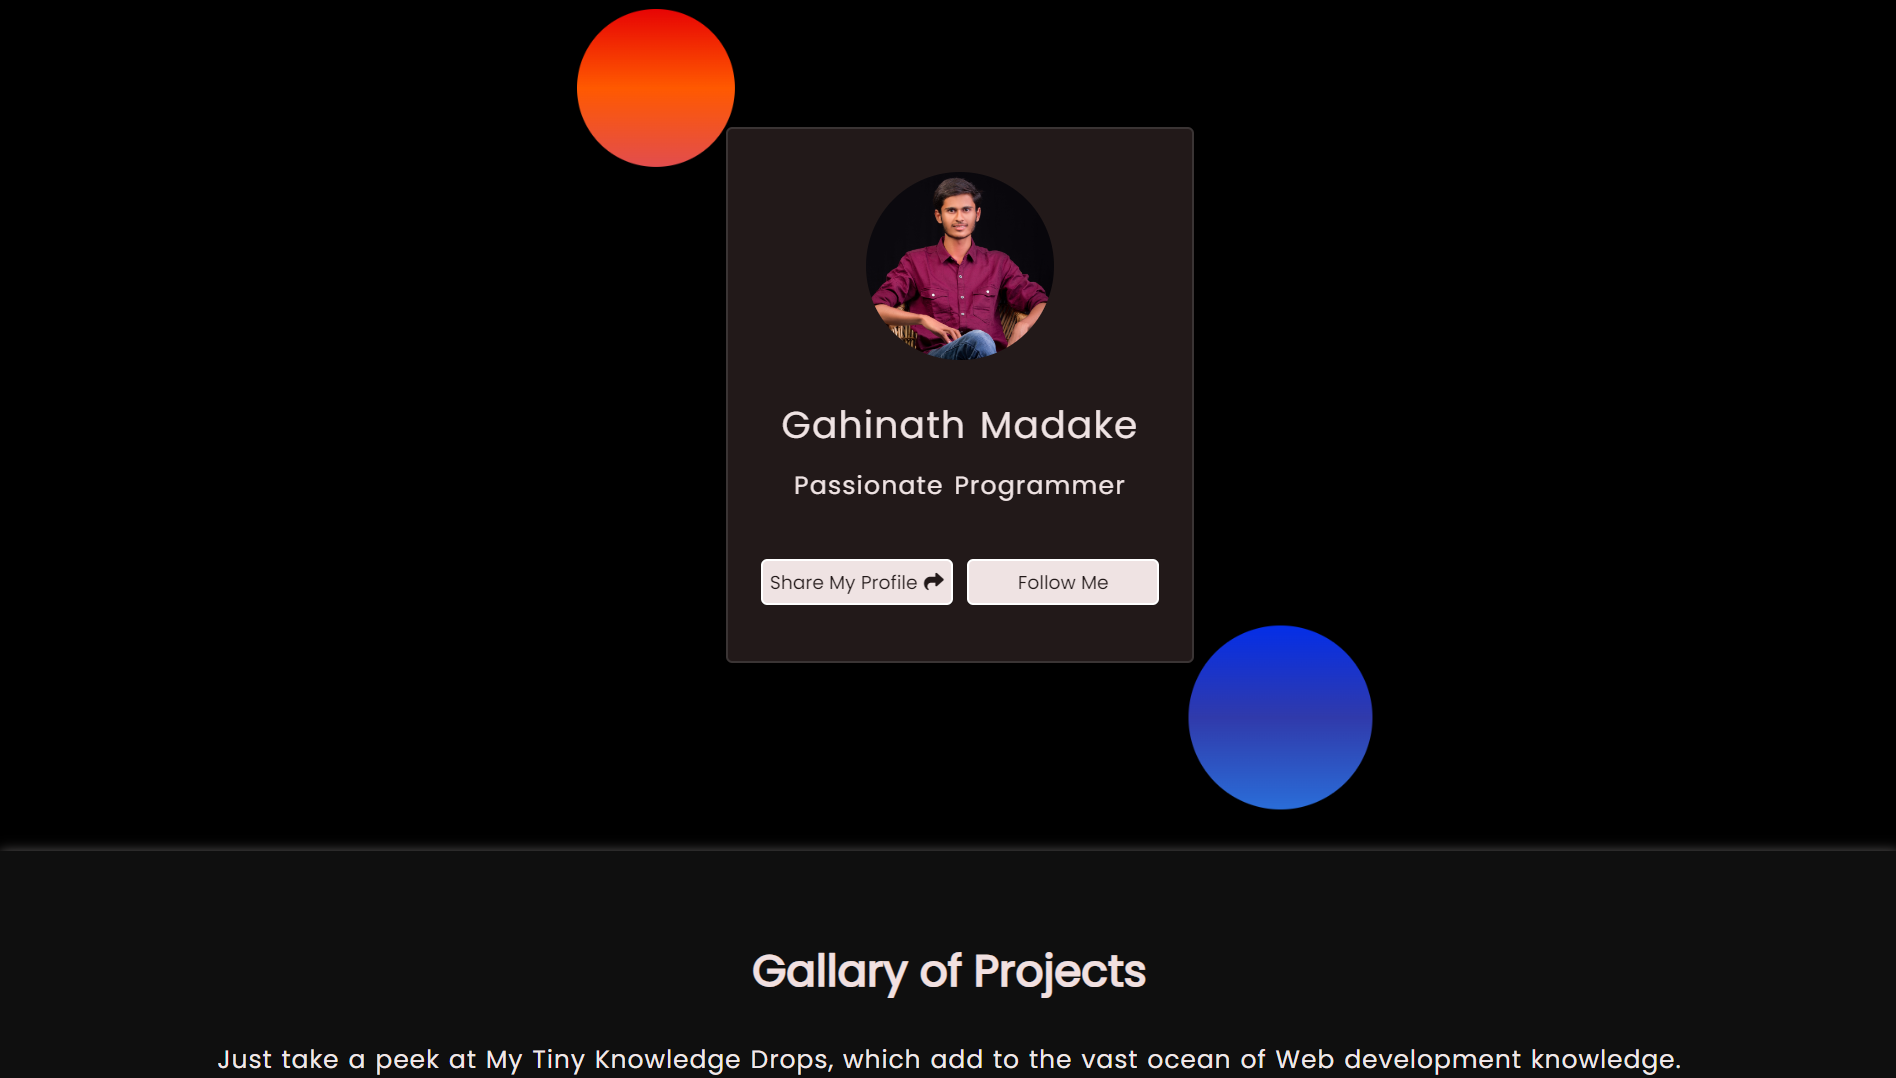 Gahinath Madake
Passionate Programmer
Share My Profile
Follow Me
Gallary of Projects
Just take a peek at My Tiny Knowledge Drops, which add to the vast ocean of Web development knowledge.